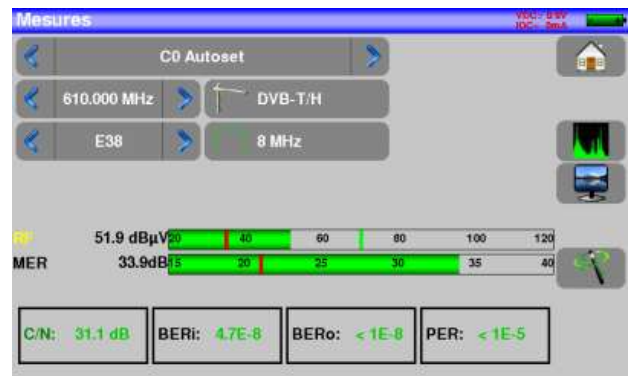 Mesures
C0 Autoset
610.000 MHz DVB-T/H
E38 8 MHz
RF 51.9 dBµV 20 40 60 80 100 120
MER 33.9dB 15 20 25 30 35 40
C/N: 31.1 dB BERi: 4.7E-8 BERo: < 1E-8 PER: < 1E-5